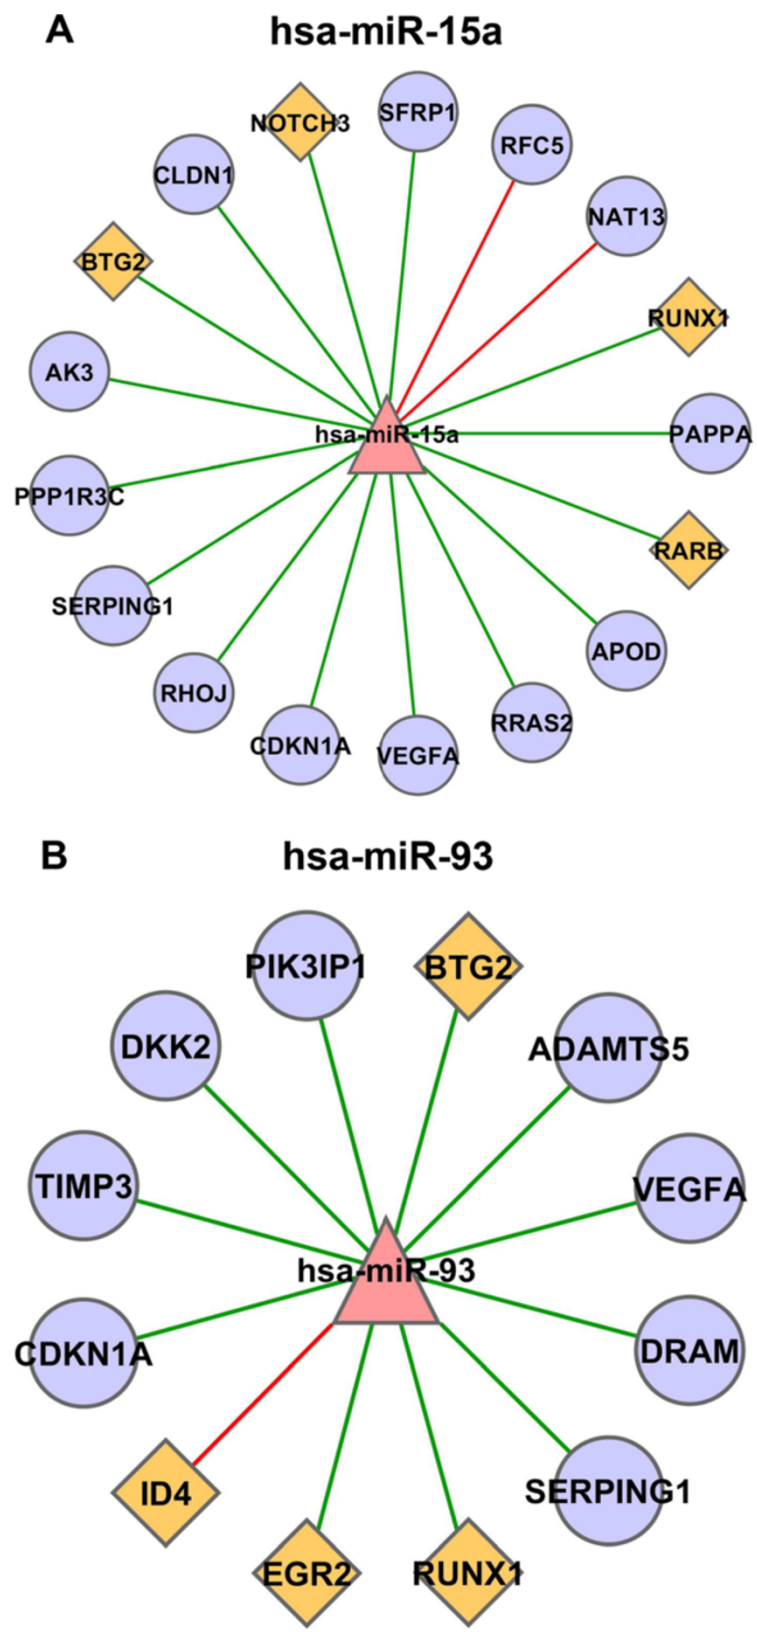 A
hsa-miR-15a
SFRP1
NOTCH3
RFC5
CLDN1
NAT13
BTG2
RUNX1
AK3
hsa-miR-15a
PAPPA
PPP1R3C
RARB
SERPING1
APOD
RHOJ
RRAS2
CDKN1A
VEGFA
B
hsa-miR-93
PIK3IP1
BTG2
DKK2
ADAMTS5
TIMP3
VEGFA
hsa-miR-93
CDKN1A
DRAM
ID4
SERPING1
EGR2
RUNX1